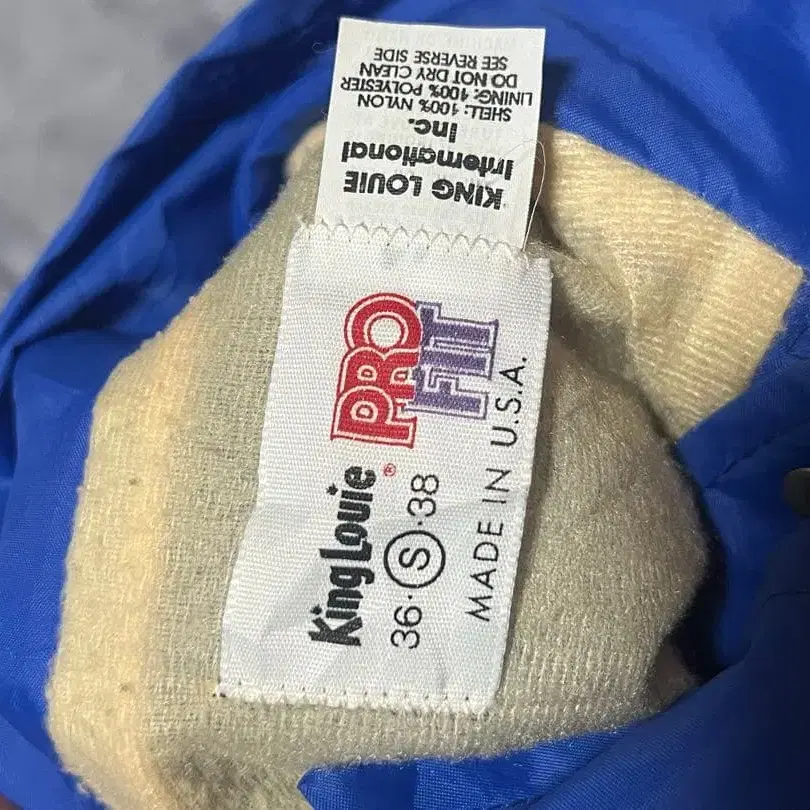 KING LOUIE
International
Inc.
SHELL: 100% NYLON
LINING: 100% POLYESTER
DO NOT DRY CLEAN
SEE REVERSE SIDE
King Louie® PRO
FIT
36·S·38
MADE IN U.S.A.